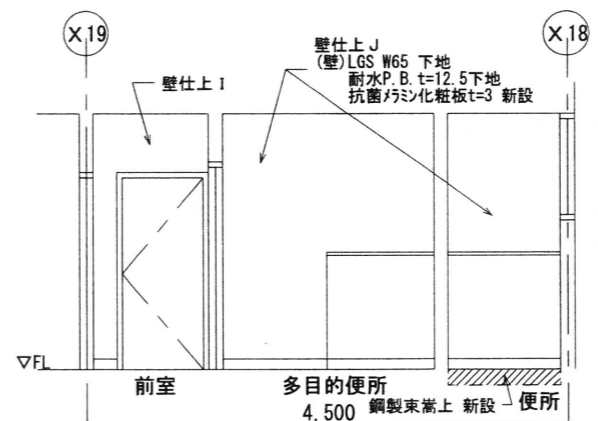 X19
X18
壁仕上 I
壁仕上 J
(壁)LGS W65 下地
耐水P.B.t=12.5下地
抗菌メラミン化粧板t=3 新設
▽FL
前室
多目的便所
便所
4,500
鋼製束嵩上 新設